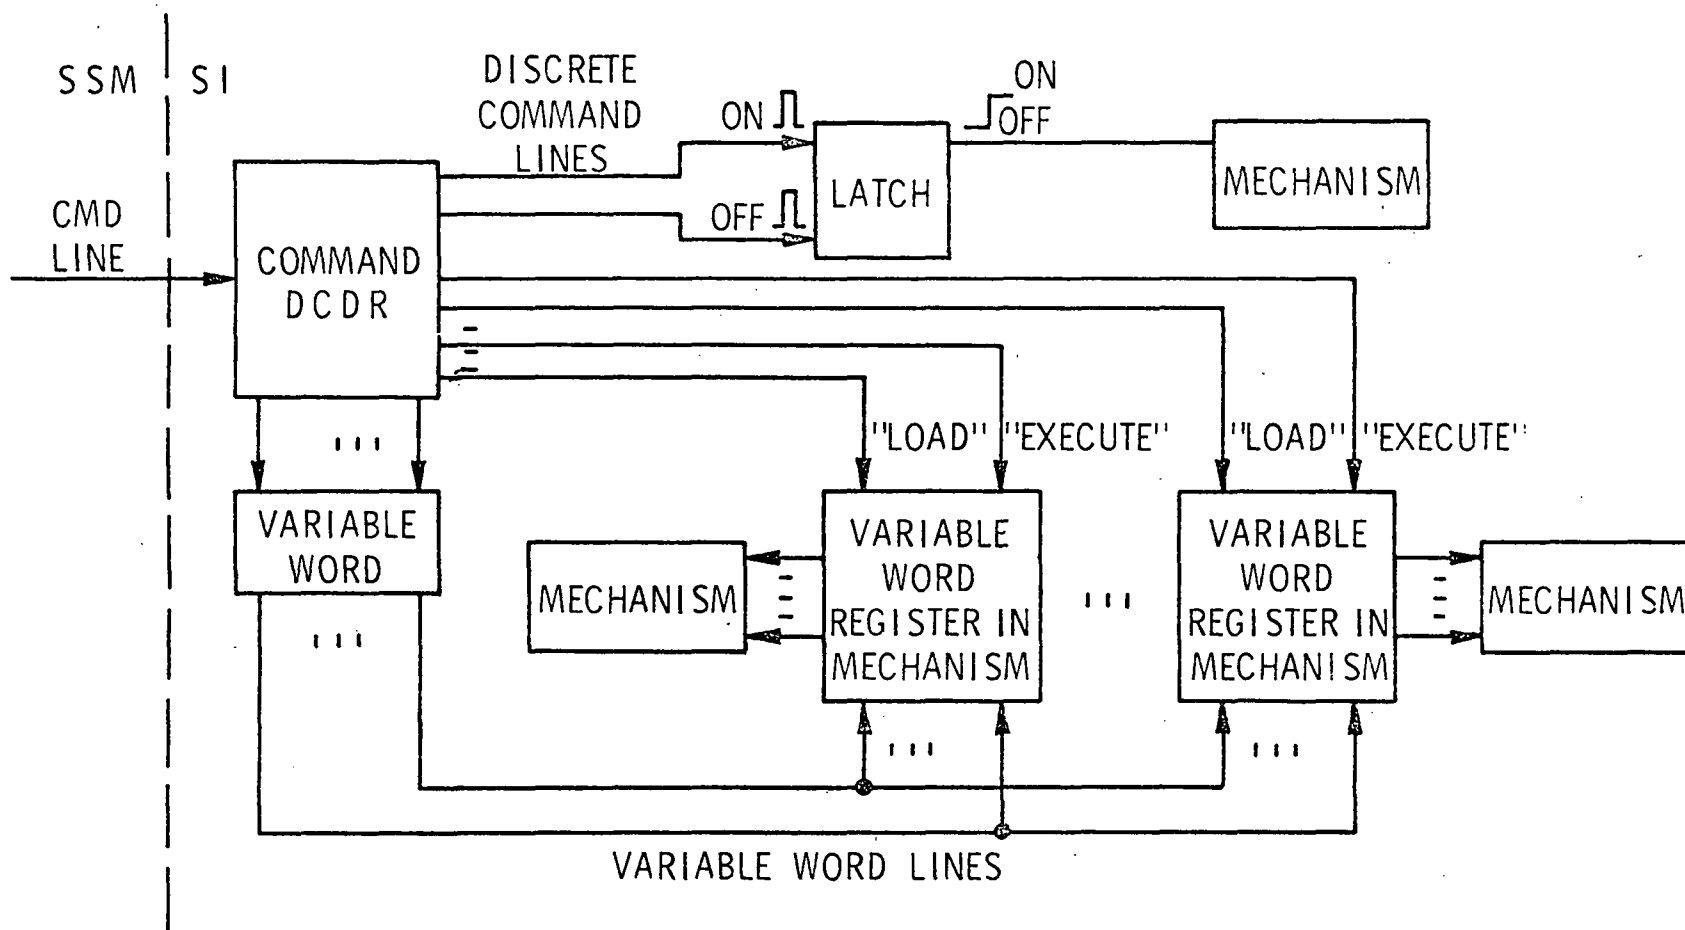 SSM
SI
DISCRETE
COMMAND
LINES
ON
OFF
ON
OFF
LATCH
MECHANISM
CMD
LINE
COMMAND
DCDR
"LOAD" "EXECUTE"
"LOAD" "EXECUTE"
VARIABLE
WORD
MECHANISM
VARIABLE
WORD
REGISTER IN
MECHANISM
VARIABLE
WORD
REGISTER IN
MECHANISM
MECHANISM
VARIABLE WORD LINES